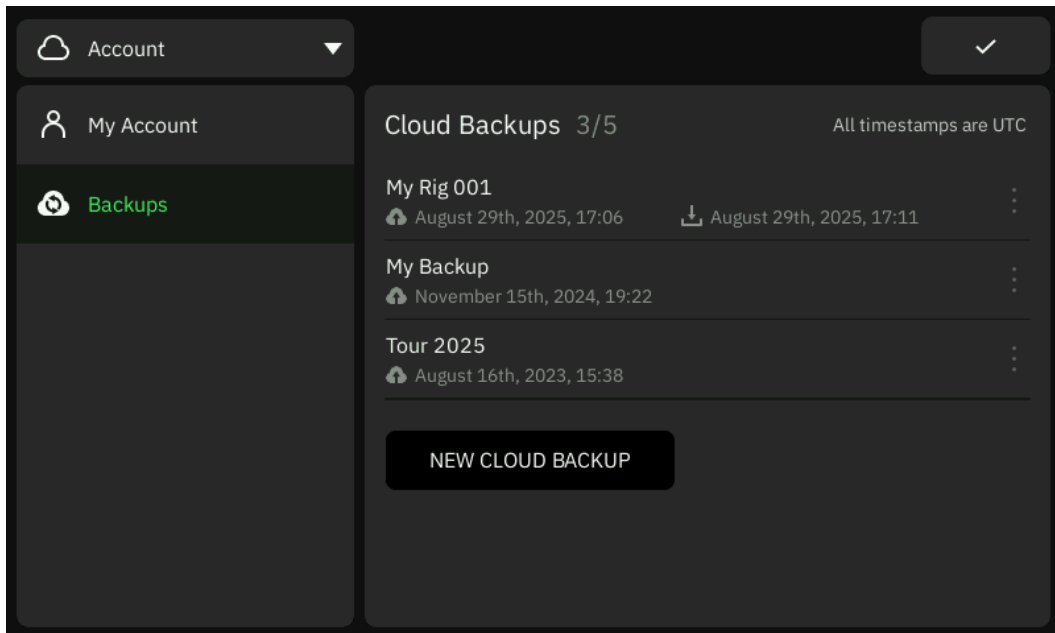 Account
My Account
Backups
Cloud Backups 3/5
All timestamps are UTC
My Rig 001
August 29th, 2025, 17:06 August 29th, 2025, 17:11
My Backup
November 15th, 2024, 19:22
Tour 2025
August 16th, 2023, 15:38
NEW CLOUD BACKUP